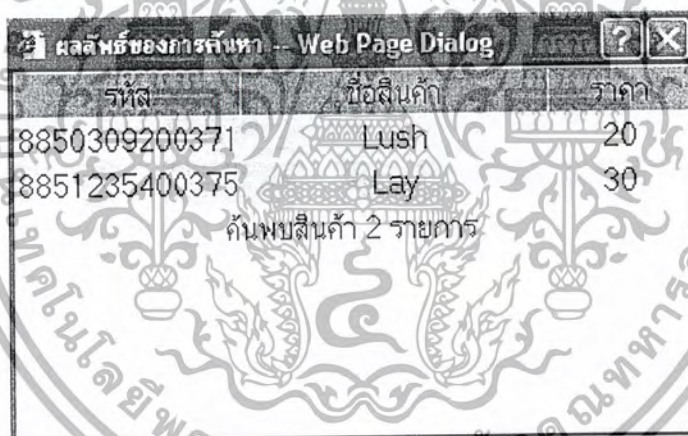 ผลลัพธ์ของการค้นหา -- Web Page Dialog
รหัส ชื่อสินค้า ราคา
8850309200371 Lush 20
8851235400375 Lay 30
ค้นพบสินค้า 2 รายการ